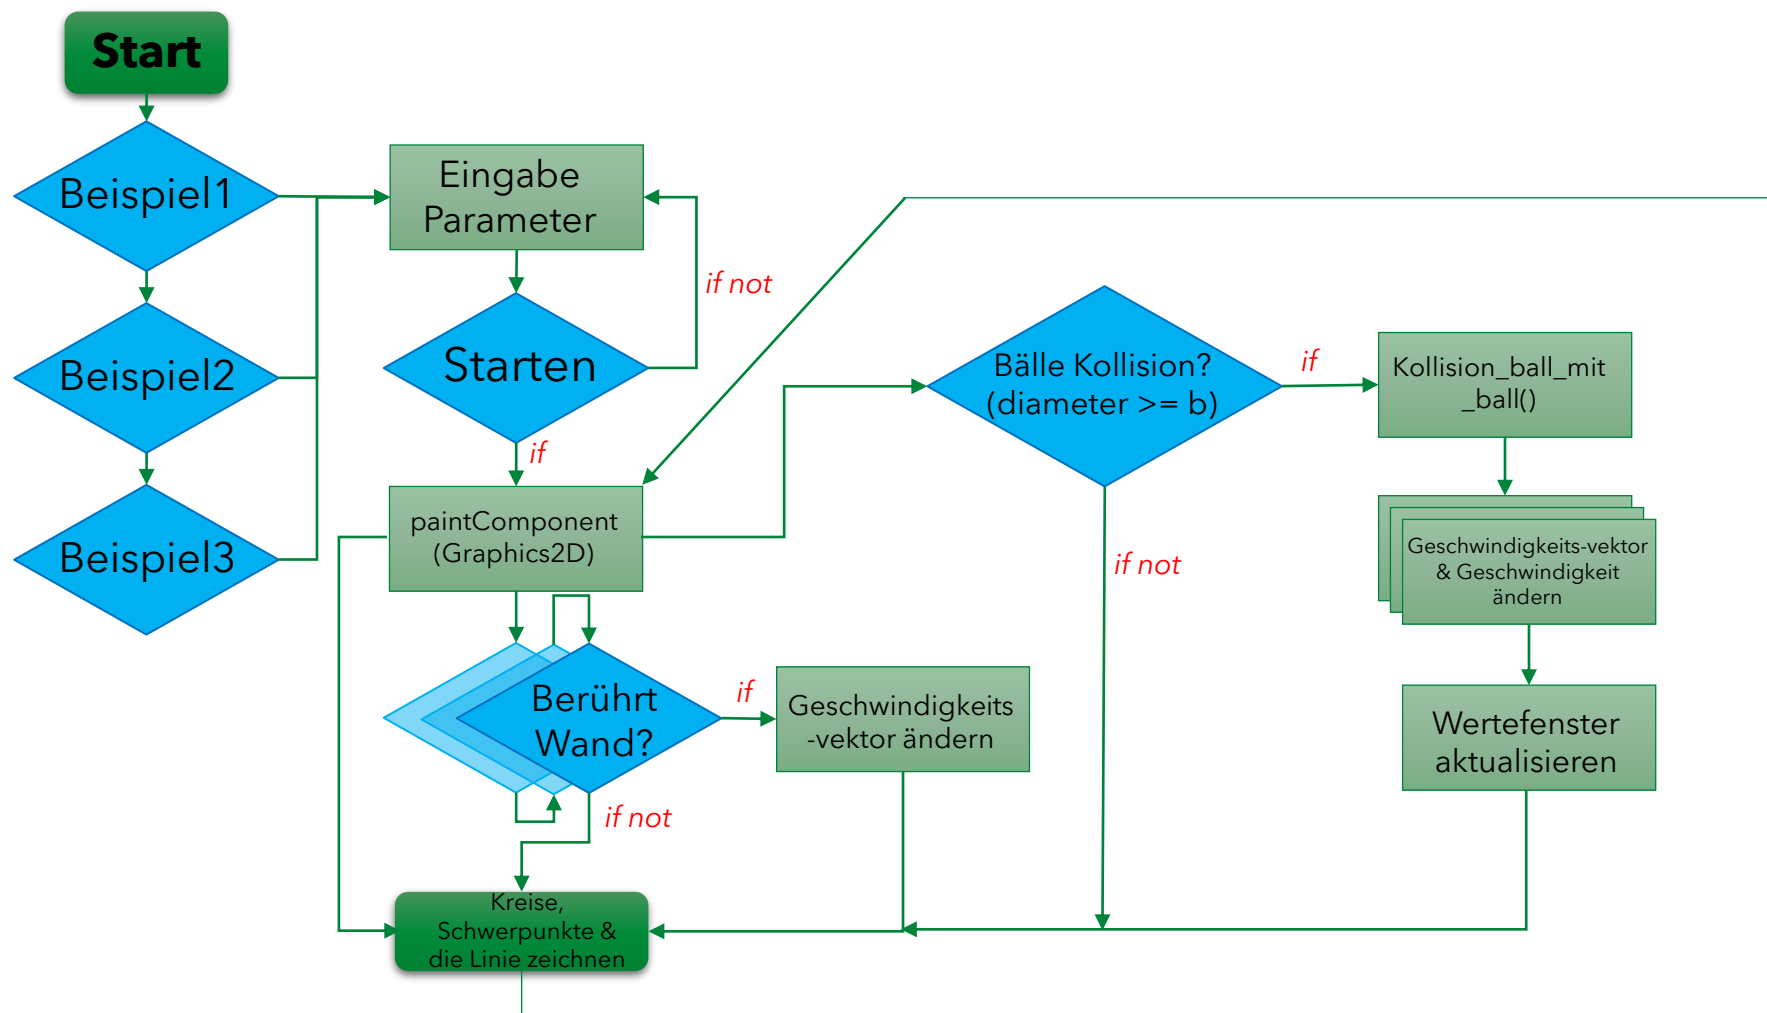 Start
Beispiel1
Beispiel2
Beispiel3
Eingabe
Parameter
if not
Starten
if
paintComponent
(Graphics2D)
Berührt
Wand?
if
if not
Geschwindigkeits
-vektor ändern
Kreise,
Schwerpunkte &
die Linie zeichnen
Bälle Kollision?
(diameter >= b)
if
if not
Kollision_ball_mit
_ball()
Geschwindigkeits-vektor
& Geschwindigkeit
ändern
Wertefenster
aktualisieren